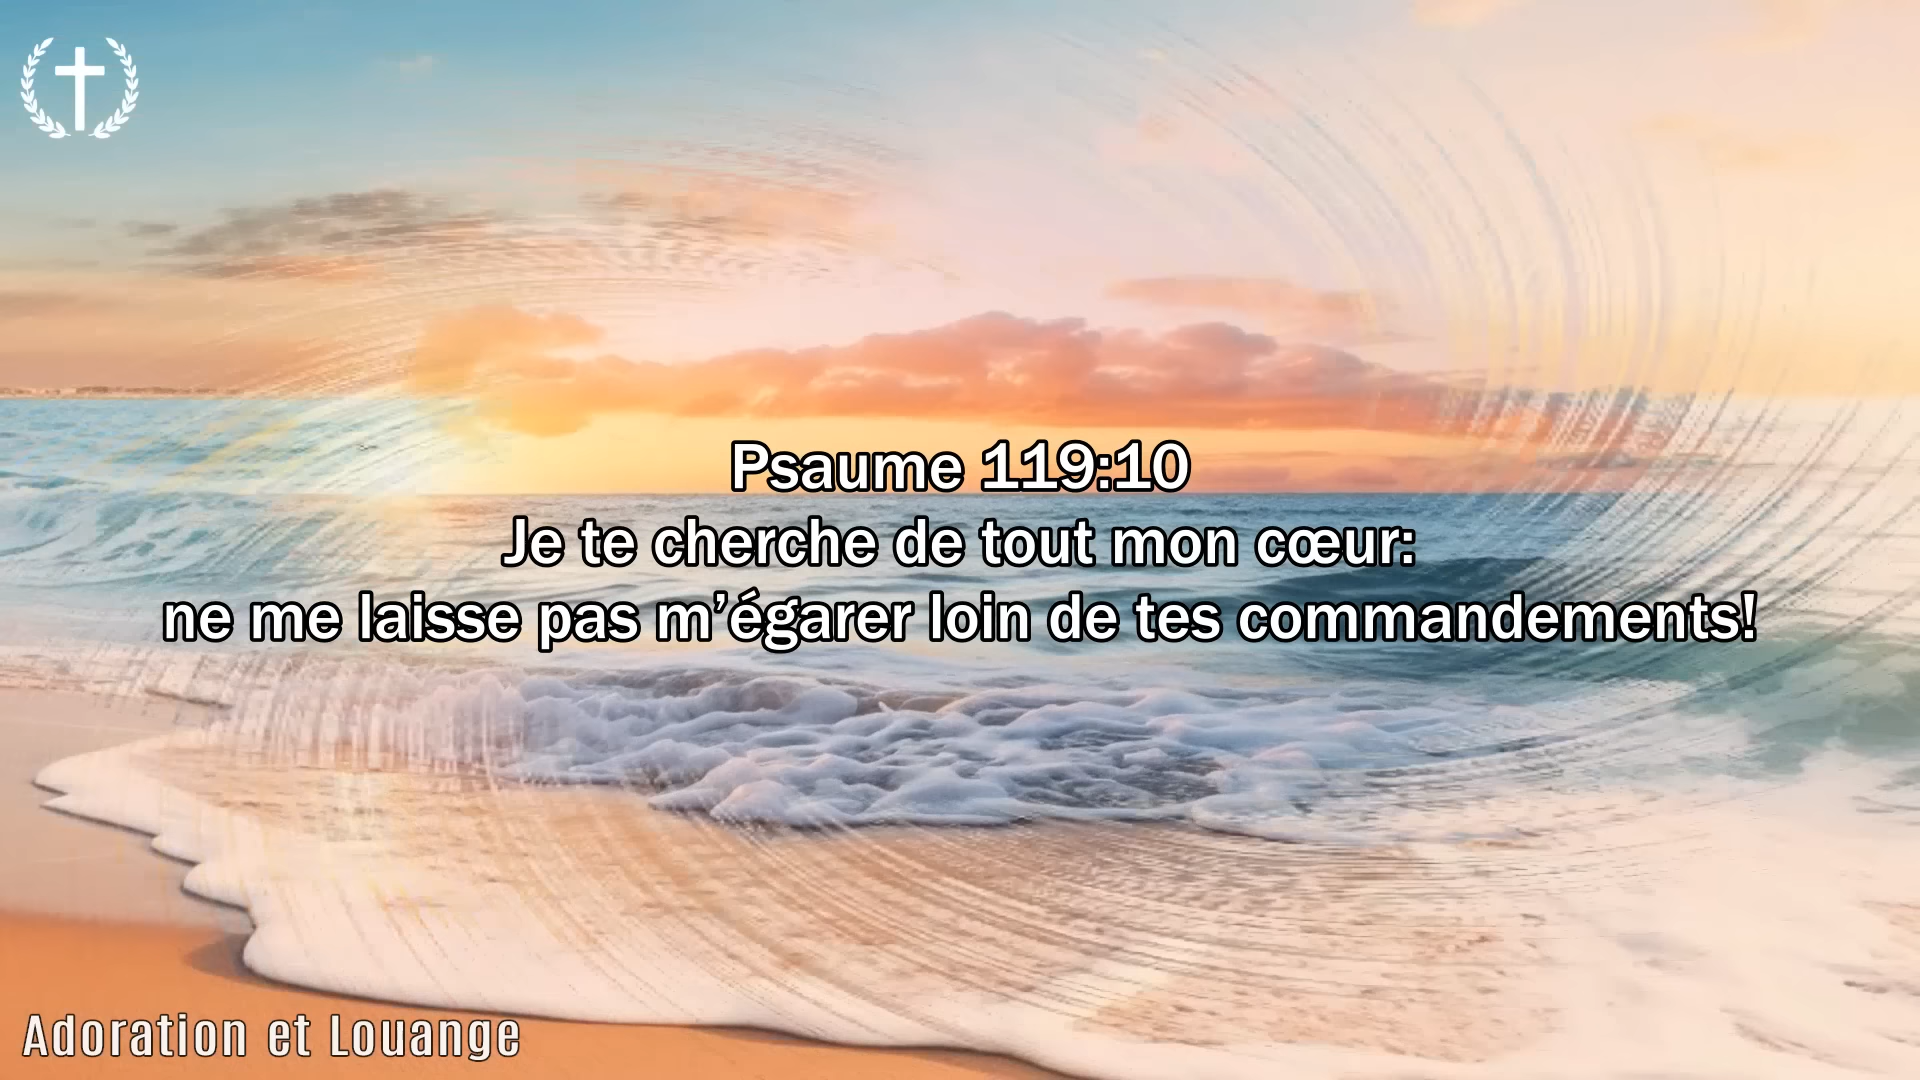 Psaume 119:10
Je te cherche de tout mon cœur:
ne me laisse pas m’égarer loin de tes commandements!
Adoration et Louange